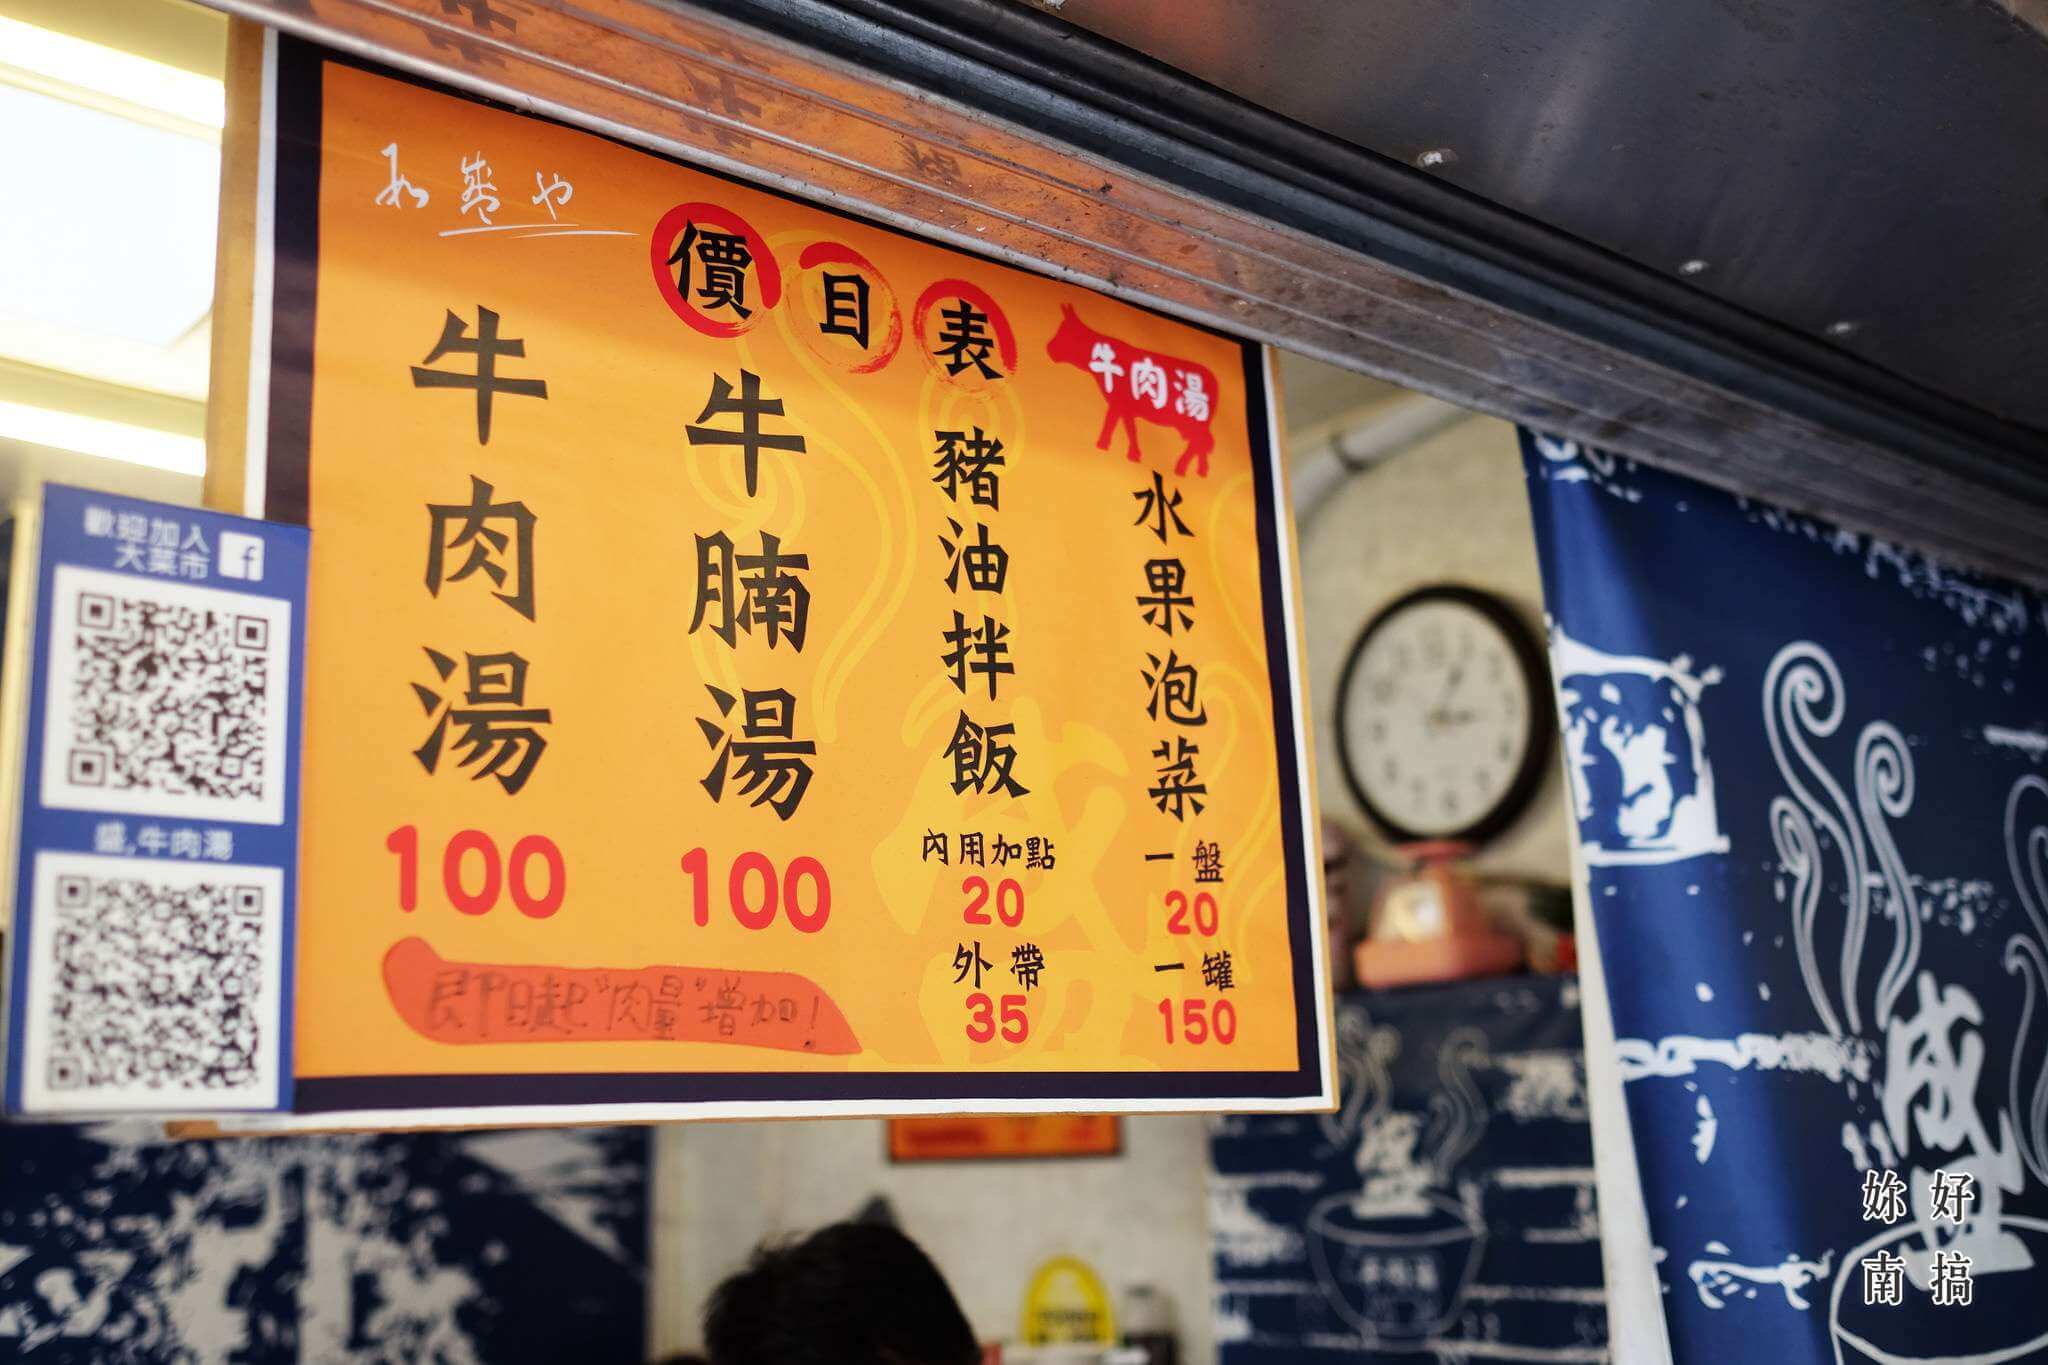 價目表
牛肉湯
水果泡菜
一盤
20
一罐
150
豬油拌飯
內用加點
20
外帶
35
牛腩湯
100
牛肉湯
100
即日起"肉量"增加!
歡迎加入
大菜市
盛,牛肉湯
盛
盛
妳好
南搞